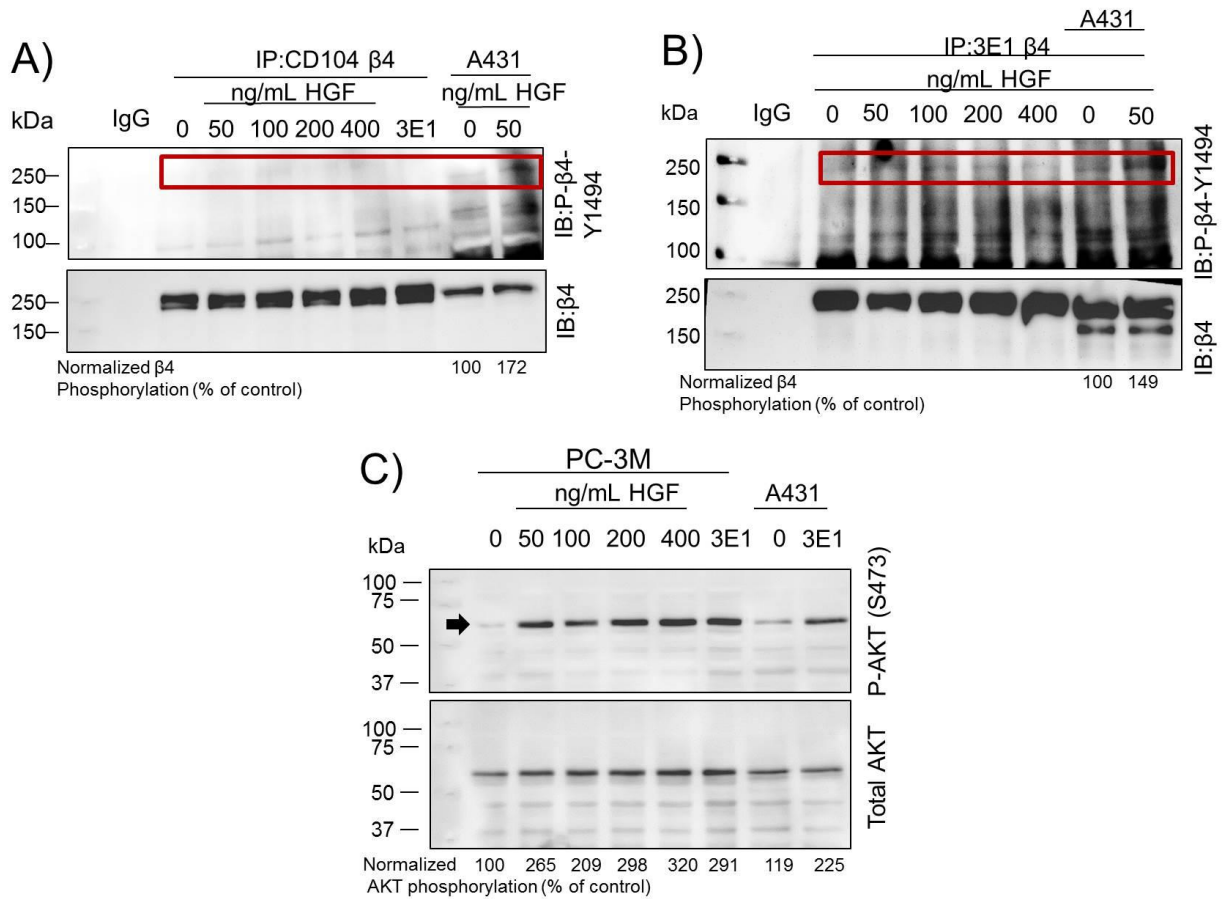 A)
IP:CD104 β4
A431
ng/mL HGF
ng/mL HGF
kDa
IgG
0 50 100 200 400 3E1 0 50
250
150
100
IB:P-β4-
Y1494
250
150
IB:β4
Normalized β4
Phosphorylation (% of control)
100 172
B)
A431
IP:3E1 β4
ng/mL HGF
kDa
IgG
0 50 100 200 400 0 50
250
150
100
IB:P-β4-Y1494
250
150
IB:β4
Normalized β4
Phosphorylation (% of control)
100 149
C)
PC-3M
ng/mL HGF
A431
kDa
0 50 100 200 400 3E1 0 3E1
100
75
50
37
P-AKT (S473)
100
75
50
37
Total AKT
Normalized 100 265 209 298 320 291 119 225
AKT phosphorylation (% of control)